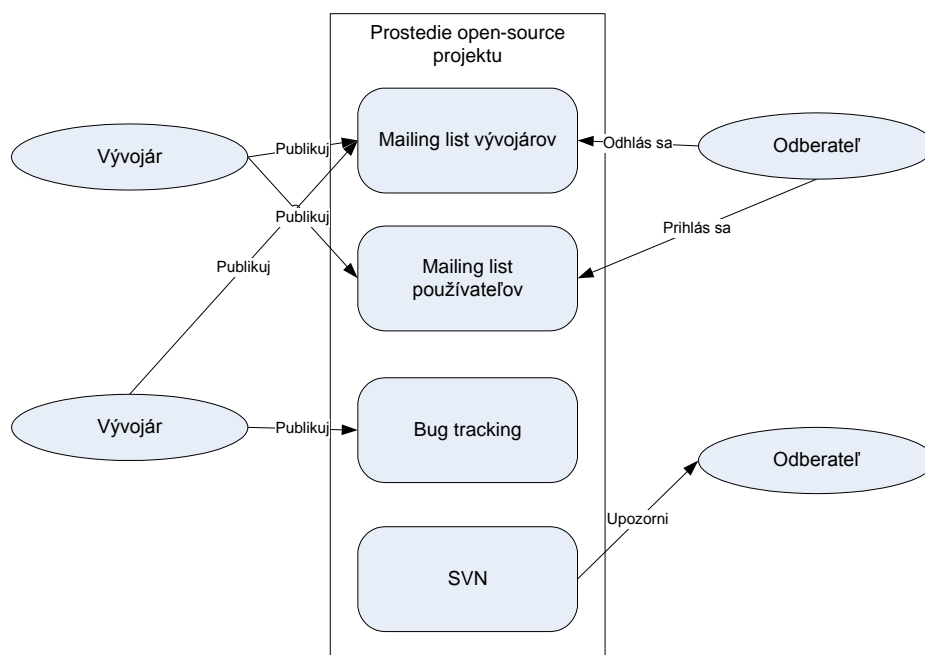 Prostedie open-source
projektu
Mailing list vývojárov
Vývojár
Publikuj
Odhlás sa
Odberateľ
Publikuj
Prihlás sa
Publikuj
Mailing list
používateľov
Vývojár
Publikuj
Bug tracking
Odberateľ
Upozorni
SVN